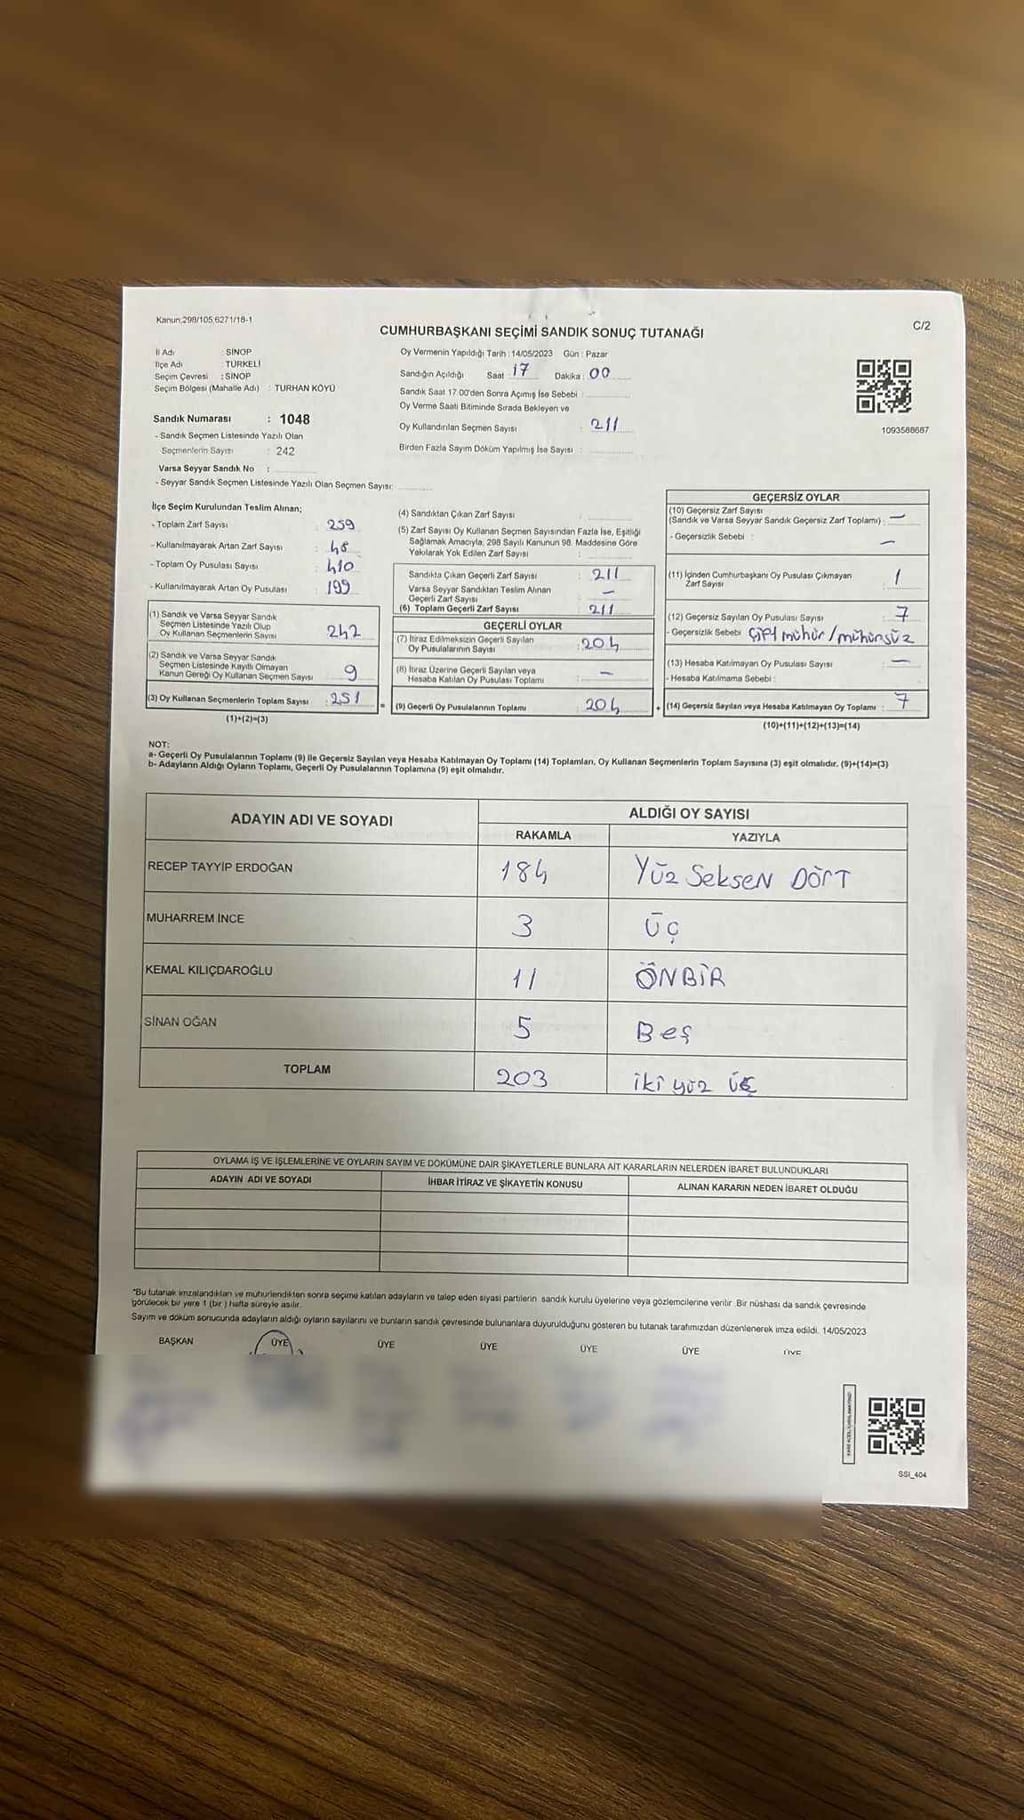 Kanun,298/105,6271/18-1
C/2
CUMHURBAŞKANI SEÇİMİ SANDIK SONUÇ TUTANAĞI
İl Adı : SİNOP
İlçe Adı : TÜRKELİ
Seçim Çevresi : SİNOP
Seçim Bölgesi (Mahalle Adı) : TURHAN KÖYÜ
Sandık Numarası : 1048
- Sandık Seçmen Listesinde Yazılı Olan
Seçmenlerin Sayısı : 242
Varsa Seyyar Sandık No :
- Seyyar Sandık Seçmen Listesinde Yazılı Olan Seçmen Sayısı:
Oy Vermenin Yapıldığı Tarih : 14/05/2023 Gün : Pazar
Sandığın Açıldığı Saat 17 Dakika : 00
Sandık Saat 17.00'den Sonra Açımış İse Sebebi :
Oy Verme Saati Bitiminde Sırada Bekleyen ve
Oy Kullandırılan Seçmen Sayısı : 211
Birden Fazla Sayım Döküm Yapılmış İse Sayısı :
1093588687
İlçe Seçim Kurulundan Teslim Alınan;
- Toplam Zarf Sayısı : 259
- Kullanılmayarak Artan Zarf Sayısı : 48
- Toplam Oy Pusulası Sayısı : 410
- Kullanılmayarak Artan Oy Pusulası : 199
(1) Sandık ve Varsa Seyyar Sandık
Seçmen Listesinde Yazılı Olup
Oy Kullanan Seçmenlerin Sayısı : 242
(2) Sandık ve Varsa Seyyar Sandık
Seçmen Listesinde Kayıtlı Olmayan
Kanun Gereği Oy Kullanan Seçmen Sayısı : 9
(3) Oy Kullanan Seçmenlerin Toplam Sayısı : 251
(1)+(2)=(3)
(4) Sandıktan Çıkan Zarf Sayısı :
(5) Zarf Sayısı Oy Kullanan Seçmen Sayısından Fazla İse, Eşitliği
Sağlamak Amacıyla, 298 Sayılı Kanunun 98. Maddesine Göre
Yakılarak Yok Edilen Zarf Sayısı :
Sandıkta Çıkan Geçerli Zarf Sayısı : 211
Varsa Seyyar Sandıktan Teslim Alınan
Geçerli Zarf Sayısı : —
(6) Toplam Geçerli Zarf Sayısı : 211
GEÇERLİ OYLAR
(7) İtiraz Edilmeksizin Geçerli Sayılan
Oy Pusulalarının Sayısı : 204
(8) İtiraz Üzerine Geçerli Sayılan veya
Hesaba Katılan Oy Pusulası Toplamı : —
(9) Geçerli Oy Pusulalarının Toplamı : 204
GEÇERSİZ OYLAR
(10) Geçersiz Zarf Sayısı
(Sandık ve Varsa Seyyar Sandık Geçersiz Zarf Toplamı) : —
- Geçersizlik Sebebi : —
(11) İçinden Cumhurbaşkanı Oy Pusulası Çıkmayan
Zarf Sayısı : 1
(12) Geçersiz Sayılan Oy Pusulası Sayısı : 7
- Geçersizlik Sebebi Çift mühür/mühürsüz
(13) Hesaba Katılmayan Oy Pusulası Sayısı : —
- Hesaba Katılmama Sebebi :
(14) Geçersiz Sayılan veya Hesaba Katılmayan Oy Toplamı : 7
(10)+(11)+(12)+(13)=(14)
NOT:
a- Geçerli Oy Pusulalarının Toplamı (9) ile Geçersiz Sayılan veya Hesaba Katılmayan Oy Toplamı (14) Toplamları, Oy Kullanan Seçmenlerin Toplam Sayısına (3) eşit olmalıdır. (9)+(14)=(3)
b- Adayların Aldığı Oyların Toplamı, Geçerli Oy Pusulalarının Toplamına (9) eşit olmalıdır.
ADAYIN ADI VE SOYADI
ALDIĞI OY SAYISI
RAKAMLA YAZIYLA
RECEP TAYYİP ERDOĞAN 184 Yüz Seksen DÖRT
MUHARREM İNCE 3 ÜÇ
KEMAL KILIÇDAROĞLU 11 ÖNBİR
SİNAN OĞAN 5 Beş
TOPLAM 203 iki yüz üç
OYLAMA İŞ VE İŞLEMLERİNE VE OYLARIN SAYIM VE DÖKÜMÜNE DAİR ŞİKAYETLERLE BUNLARA AİT KARARLARIN NELERDEN İBARET BULUNDUKLARI
ADAYIN ADI VE SOYADI İHBAR İTİRAZ VE ŞİKAYETİN KONUSU ALINAN KARARIN NEDEN İBARET OLDUĞU
*Bu tutanak imzalandıktan ve mühürlendikten sonra seçime katılan adayların ve talep eden siyasi partilerin sandık kurulu üyelerine veya gözlemcilerine verilir. Bir nüshası da sandık çevresinde
görülecek bir yere 1 (bir) hafta süreyle asılır.
Sayım ve döküm sonucunda adayların aldığı oyların sayılarını ve bunların sandık çevresinde bulunanlara duyurulduğunu gösteren bu tutanak tarafımızdan düzenlenerek imza edildi. 14/05/2023
BAŞKAN ÜYE ÜYE ÜYE ÜYE ÜYE ÜYE
SSI_404